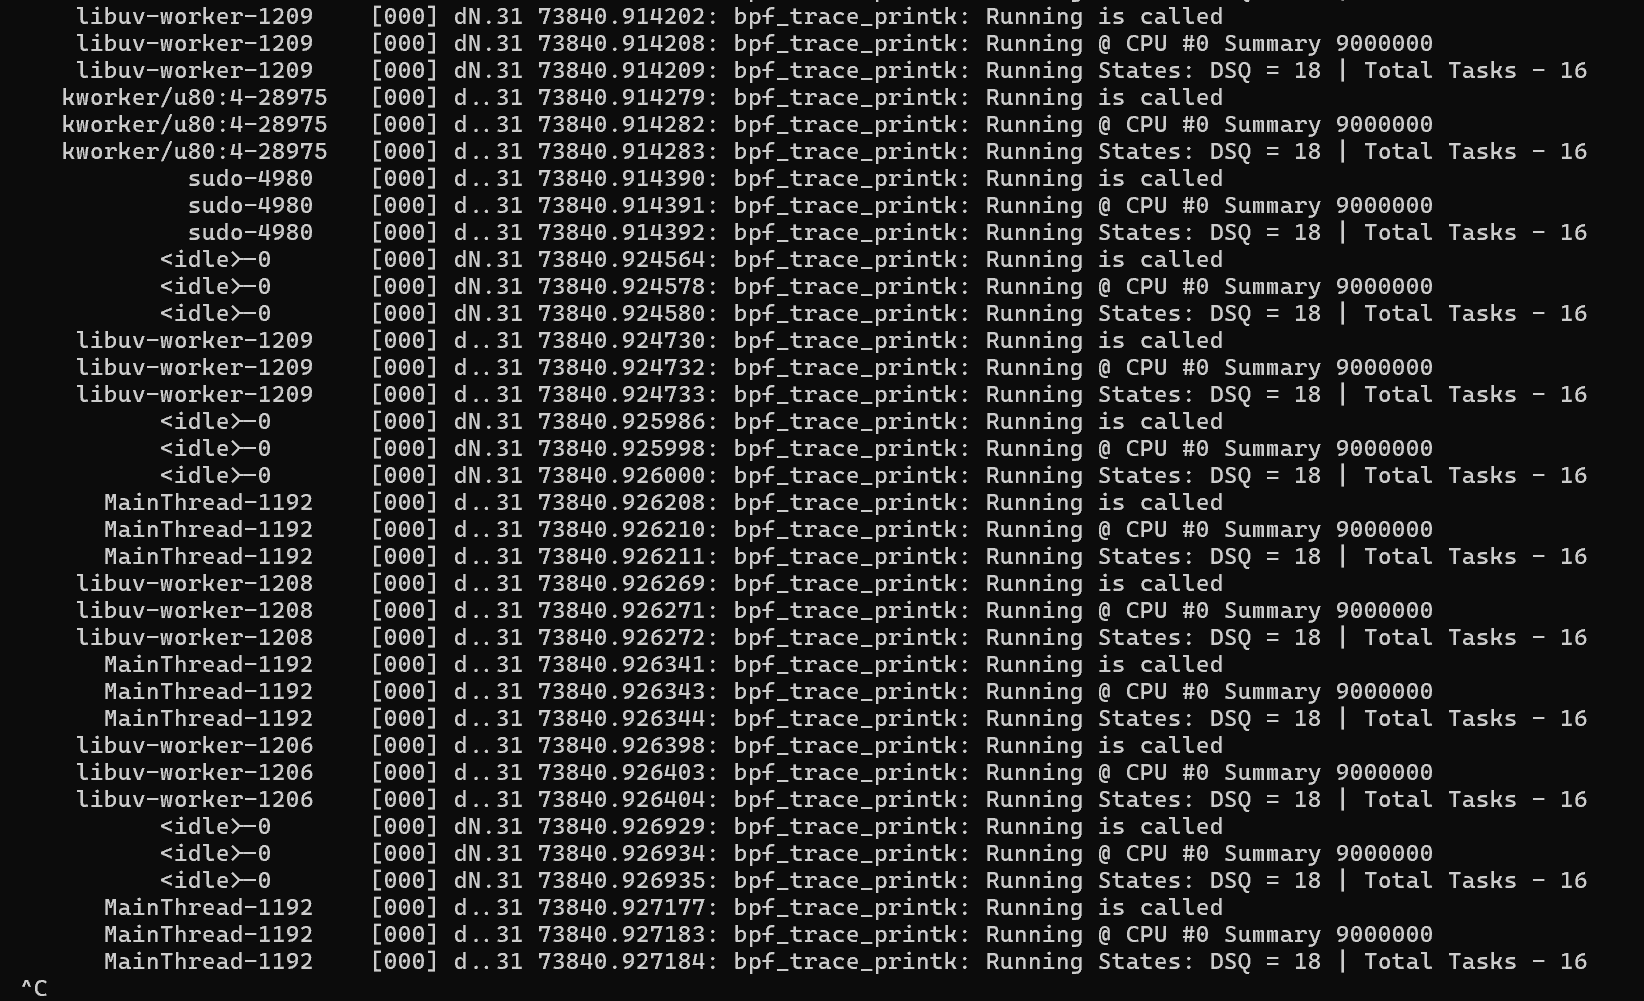 libuv-worker-1209    [000] dN.31 73840.914202: bpf_trace_printk: Running is called
libuv-worker-1209    [000] dN.31 73840.914208: bpf_trace_printk: Running @ CPU #0 Summary 9000000
libuv-worker-1209    [000] dN.31 73840.914209: bpf_trace_printk: Running States: DSQ = 18 | Total Tasks - 16
kworker/u80:4-28975   [000] d..31 73840.914279: bpf_trace_printk: Running is called
kworker/u80:4-28975   [000] d..31 73840.914282: bpf_trace_printk: Running @ CPU #0 Summary 9000000
kworker/u80:4-28975   [000] d..31 73840.914283: bpf_trace_printk: Running States: DSQ = 18 | Total Tasks - 16
sudo-4980    [000] d..31 73840.914390: bpf_trace_printk: Running is called
sudo-4980    [000] d..31 73840.914391: bpf_trace_printk: Running @ CPU #0 Summary 9000000
sudo-4980    [000] d..31 73840.914392: bpf_trace_printk: Running States: DSQ = 18 | Total Tasks - 16
<idle>-0       [000] dN.31 73840.924564: bpf_trace_printk: Running is called
<idle>-0       [000] dN.31 73840.924578: bpf_trace_printk: Running @ CPU #0 Summary 9000000
<idle>-0       [000] dN.31 73840.924580: bpf_trace_printk: Running States: DSQ = 18 | Total Tasks - 16
libuv-worker-1209    [000] d..31 73840.924730: bpf_trace_printk: Running is called
libuv-worker-1209    [000] d..31 73840.924732: bpf_trace_printk: Running @ CPU #0 Summary 9000000
libuv-worker-1209    [000] d..31 73840.924733: bpf_trace_printk: Running States: DSQ = 18 | Total Tasks - 16
<idle>-0       [000] dN.31 73840.925986: bpf_trace_printk: Running is called
<idle>-0       [000] dN.31 73840.925998: bpf_trace_printk: Running @ CPU #0 Summary 9000000
<idle>-0       [000] dN.31 73840.926000: bpf_trace_printk: Running States: DSQ = 18 | Total Tasks - 16
MainThread-1192    [000] d..31 73840.926208: bpf_trace_printk: Running is called
MainThread-1192    [000] d..31 73840.926210: bpf_trace_printk: Running @ CPU #0 Summary 9000000
MainThread-1192    [000] d..31 73840.926211: bpf_trace_printk: Running States: DSQ = 18 | Total Tasks - 16
libuv-worker-1208    [000] d..31 73840.926269: bpf_trace_printk: Running is called
libuv-worker-1208    [000] d..31 73840.926271: bpf_trace_printk: Running @ CPU #0 Summary 9000000
libuv-worker-1208    [000] d..31 73840.926272: bpf_trace_printk: Running States: DSQ = 18 | Total Tasks - 16
MainThread-1192    [000] d..31 73840.926341: bpf_trace_printk: Running is called
MainThread-1192    [000] d..31 73840.926343: bpf_trace_printk: Running @ CPU #0 Summary 9000000
MainThread-1192    [000] d..31 73840.926344: bpf_trace_printk: Running States: DSQ = 18 | Total Tasks - 16
libuv-worker-1206    [000] d..31 73840.926398: bpf_trace_printk: Running is called
libuv-worker-1206    [000] d..31 73840.926403: bpf_trace_printk: Running @ CPU #0 Summary 9000000
libuv-worker-1206    [000] d..31 73840.926404: bpf_trace_printk: Running States: DSQ = 18 | Total Tasks - 16
<idle>-0       [000] dN.31 73840.926929: bpf_trace_printk: Running is called
<idle>-0       [000] dN.31 73840.926934: bpf_trace_printk: Running @ CPU #0 Summary 9000000
<idle>-0       [000] dN.31 73840.926935: bpf_trace_printk: Running States: DSQ = 18 | Total Tasks - 16
MainThread-1192    [000] d..31 73840.927177: bpf_trace_printk: Running is called
MainThread-1192    [000] d..31 73840.927183: bpf_trace_printk: Running @ CPU #0 Summary 9000000
MainThread-1192    [000] d..31 73840.927184: bpf_trace_printk: Running States: DSQ = 18 | Total Tasks - 16
^C